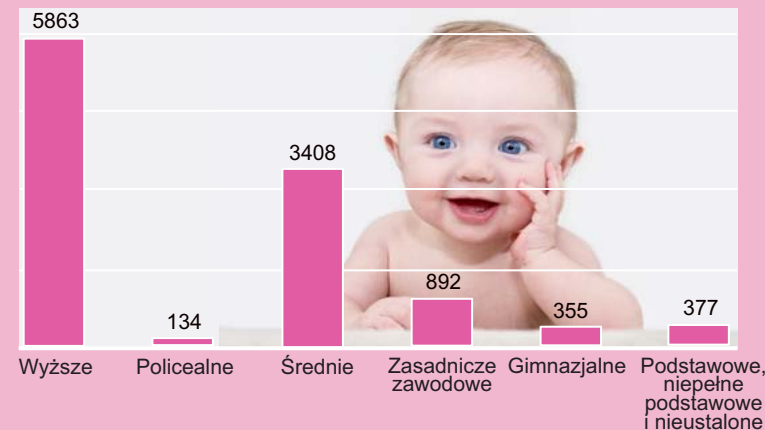 5863
134
3408
892
355
377
Wyższe
Policealne
Średnie
Zasadnicze
zawodowe
Gimnazjalne
Podstawowe,
niepełne
podstawowe
i nieustalone